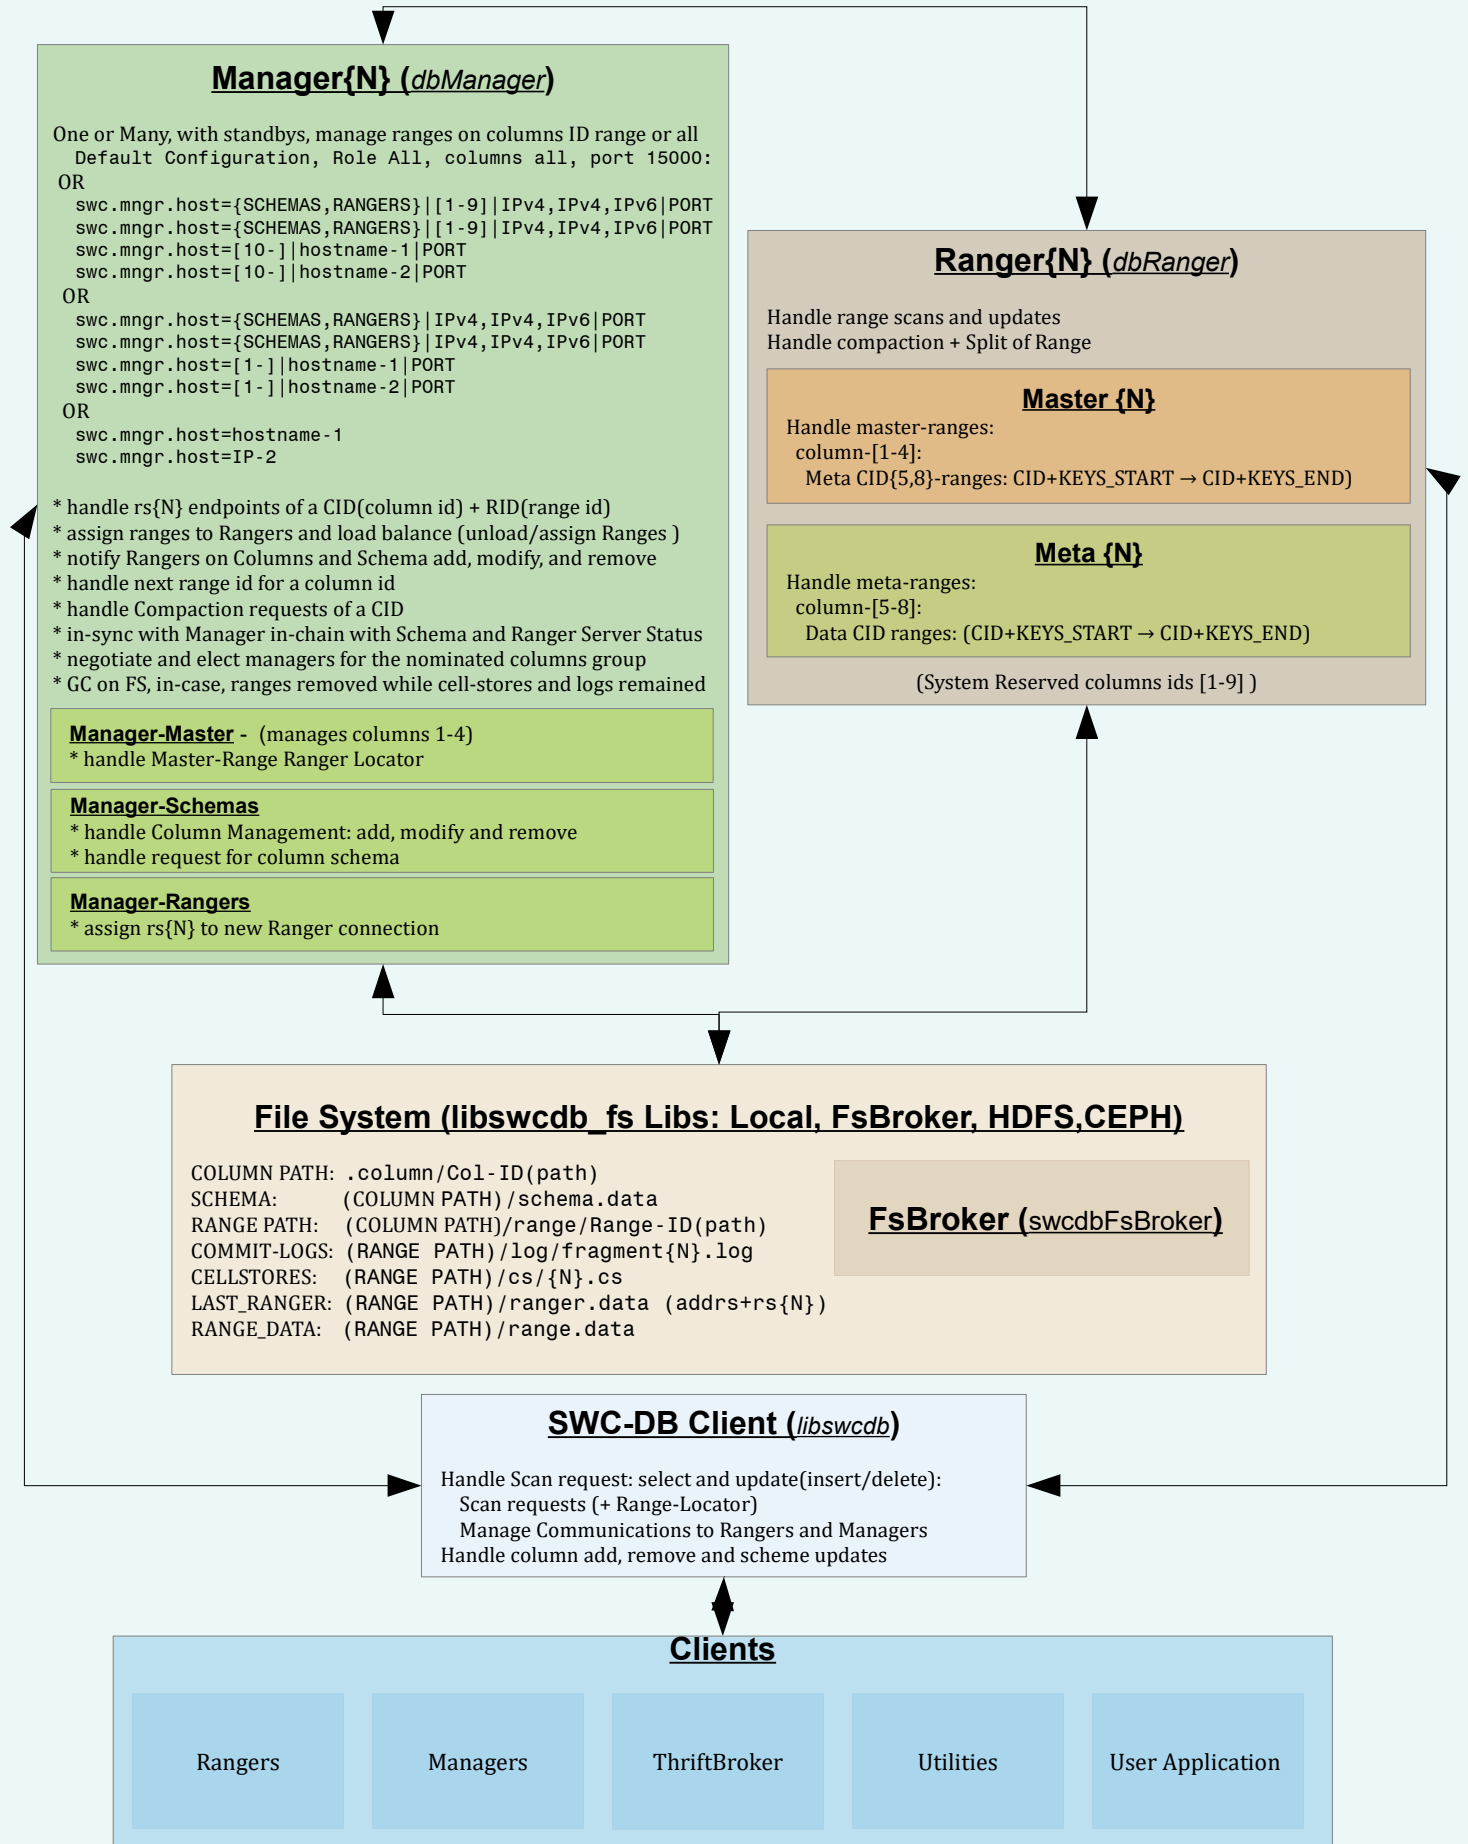 Manager{N} (dbManager)
One or Many, with standbys, manage ranges on columns ID range or all
Default Configuration, Role All, columns all, port 15000:
OR
swc.mngr.host={SCHEMAS,RANGERS}|[1-9]|IPv4,IPv4,IPv6|PORT
swc.mngr.host={SCHEMAS,RANGERS}|[1-9]|IPv4,IPv4,IPv6|PORT
swc.mngr.host=[10-]|hostname-1|PORT
swc.mngr.host=[10-]|hostname-2|PORT
OR
swc.mngr.host={SCHEMAS,RANGERS}|IPv4,IPv4,IPv6|PORT
swc.mngr.host={SCHEMAS,RANGERS}|IPv4,IPv4,IPv6|PORT
swc.mngr.host=[1-]|hostname-1|PORT
swc.mngr.host=[1-]|hostname-2|PORT
OR
swc.mngr.host=hostname-1
swc.mngr.host=IP-2
* handle rs{N} endpoints of a CID(column id) + RID(range id)
* assign ranges to Rangers and load balance (unload/assign Ranges )
* notify Rangers on Columns and Schema add, modify, and remove
* handle next range id for a column id
* handle Compaction requests of a CID
* in-sync with Manager in-chain with Schema and Ranger Server Status
* negotiate and elect managers for the nominated columns group
* GC on FS, in-case, ranges removed while cell-stores and logs remained
Manager-Master - (manages columns 1-4)
* handle Master-Range Ranger Locator
Manager-Schemas
* handle Column Management: add, modify and remove
* handle request for column schema
Manager-Rangers
* assign rs{N} to new Ranger connection
Ranger{N} (dbRanger)
Handle range scans and updates
Handle compaction + Split of Range
Master {N}
Handle master-ranges:
column-[1-4]:
Meta CID{5,8}-ranges: CID+KEYS_START → CID+KEYS_END)
Meta {N}
Handle meta-ranges:
column-[5-8]:
Data CID ranges: (CID+KEYS_START → CID+KEYS_END)
(System Reserved columns ids [1-9] )
File System (libswcdb_fs Libs: Local, FsBroker, HDFS,CEPH)
COLUMN PATH: .column/Col-ID(path)
SCHEMA: (COLUMN PATH)/schema.data
RANGE PATH: (COLUMN PATH)/range/Range-ID(path)
COMMIT-LOGS: (RANGE PATH)/log/fragment{N}.log
CELLSTORES: (RANGE PATH)/cs/{N}.cs
LAST_RANGER: (RANGE PATH)/ranger.data (addrs+rs{N})
RANGE_DATA: (RANGE PATH)/range.data
FsBroker (swcdbFsBroker)
SWC-DB Client (libswcdb)
Handle Scan request: select and update(insert/delete):
Scan requests (+ Range-Locator)
Manage Communications to Rangers and Managers
Handle column add, remove and scheme updates
Clients
Rangers
Managers
ThriftBroker
Utilities
User Application